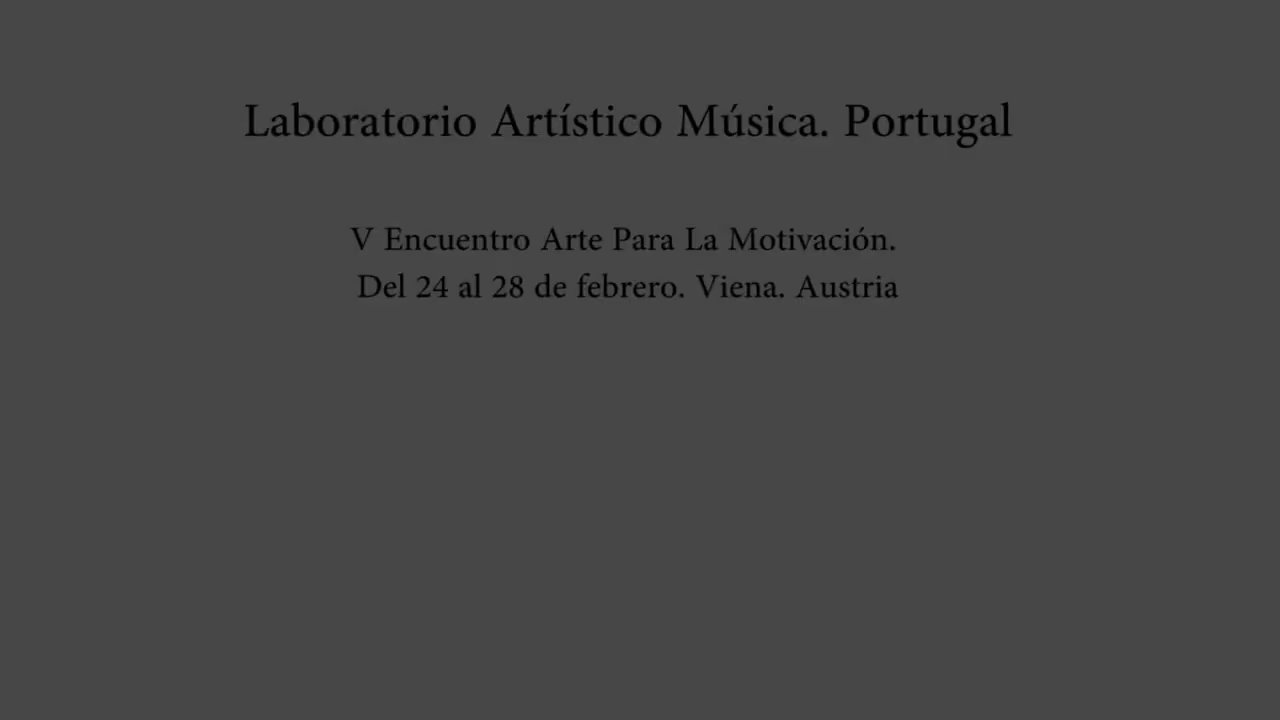 Laboratorio Artístico Música. Portugal
V Encuentro Arte Para La Motivación.
Del 24 al 28 de febrero. Viena. Austria